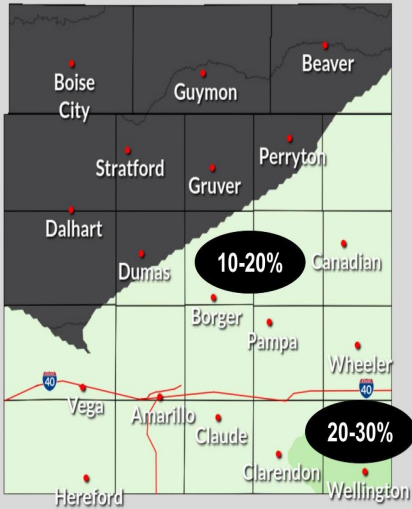 Beaver
Boise
City
Guymon
Stratford
Gruver
Perryton
Dalhart
Dumas
10-20%
Canadian
Borger
Pampa
Wheeler
40
40
Vega
Amarillo
Claude
20-30%
Clarendon
Wellington
Hereford